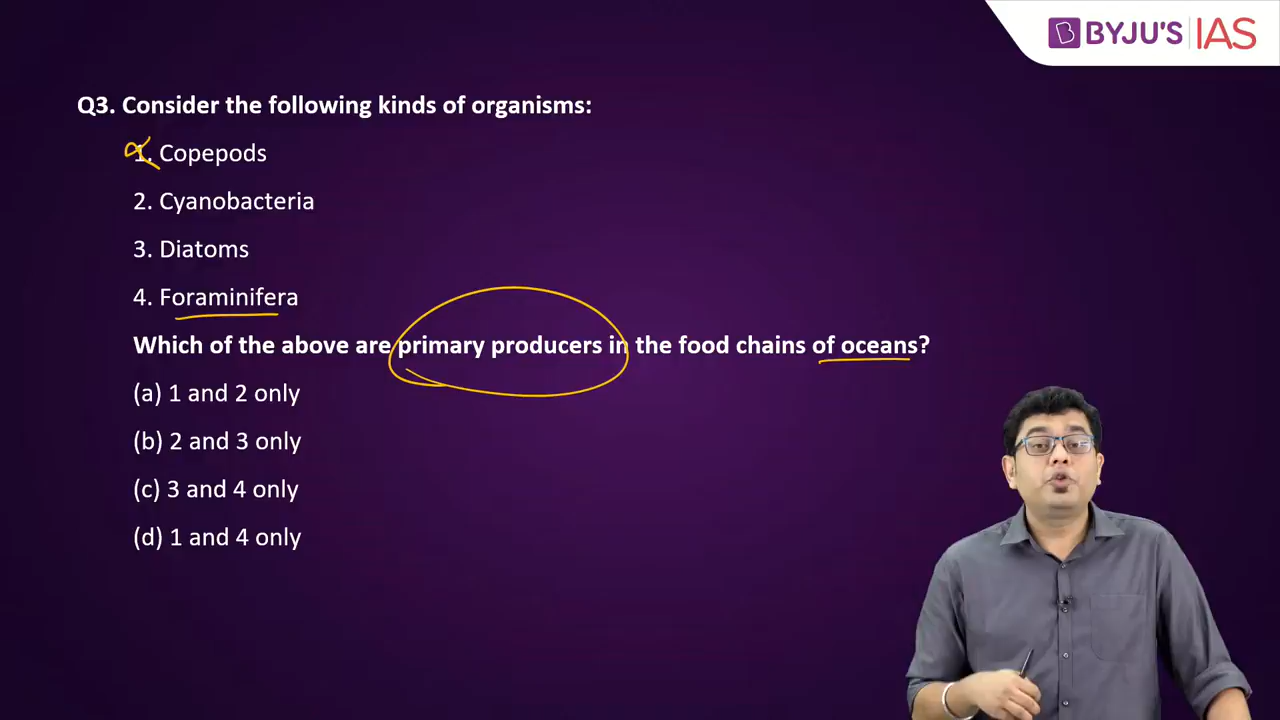 BYJU'S IAS
Q3. Consider the following kinds of organisms:
1. Copepods
2. Cyanobacteria
3. Diatoms
4. Foraminifera
Which of the above are primary producers in the food chains of oceans?
(a) 1 and 2 only
(b) 2 and 3 only
(c) 3 and 4 only
(d) 1 and 4 only